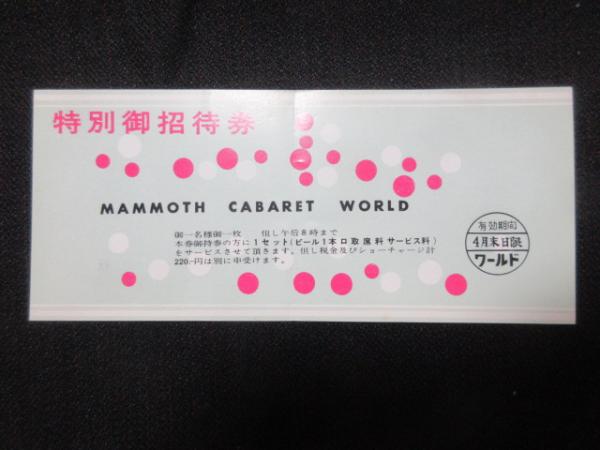 特別御招待券
MAMMOTH CABARET WORLD
御一名様御一枚 但し午后8時まで
本券御持参の方に1セット(ビール1本口取席料サービス料)
をサービスさせて頂きます。但し税金及びショーチャージ計
220.-円は別に申受けます。
有効期间
4月末日限
ワールド